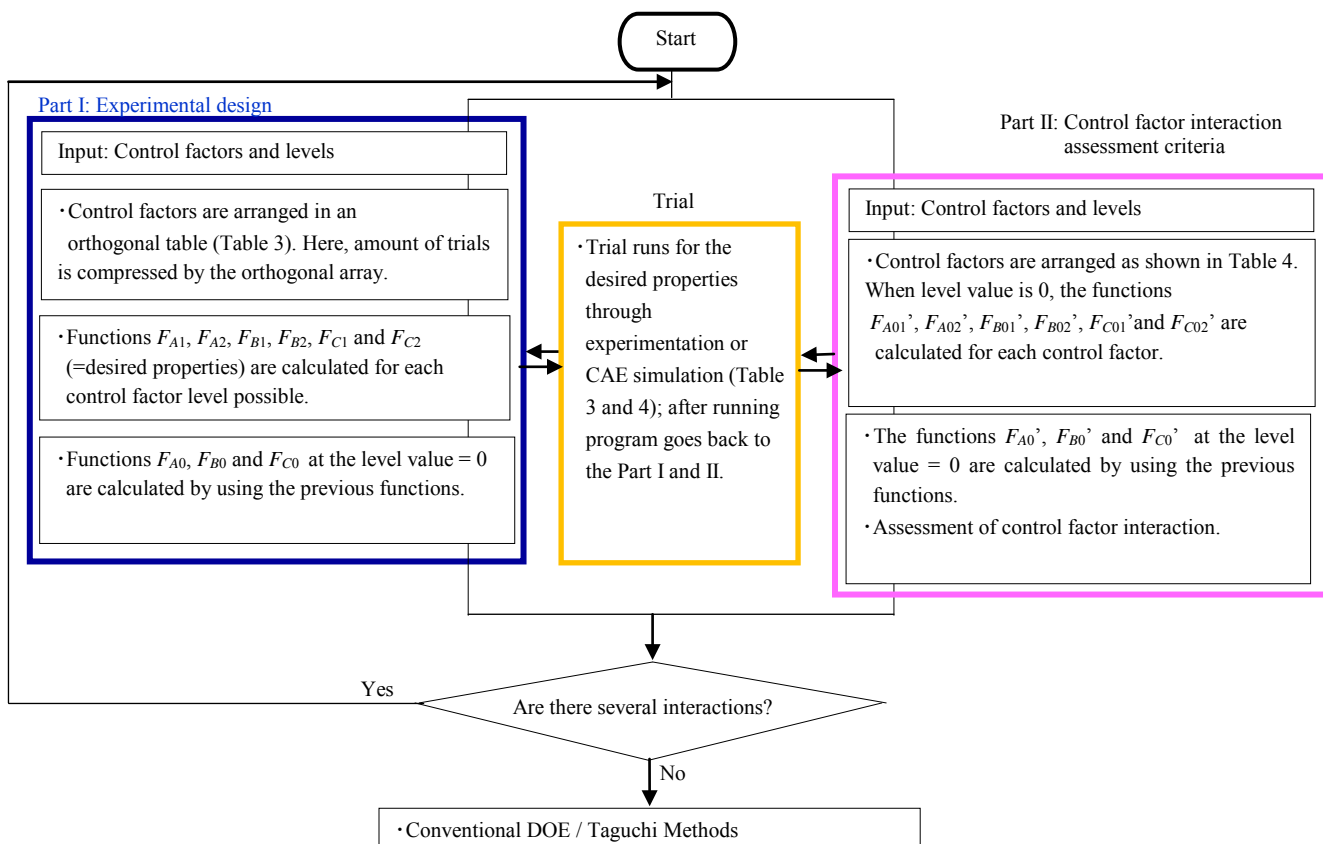 Start
Part I: Experimental design
Input: Control factors and levels
･Control factors are arranged in an
orthogonal table (Table 3). Here, amount of trials
is compressed by the orthogonal array.
･Functions FA1, FA2, FB1, FB2, FC1 and FC2
(=desired properties) are calculated for each
control factor level possible.
･Functions FA0, FB0 and FC0 at the level value = 0
are calculated by using the previous functions.
Trial
･Trial runs for the
desired properties
through
experimentation or
CAE simulation (Table
3 and 4); after running
program goes back to
the Part I and II.
Part II: Control factor interaction
assessment criteria
Input: Control factors and levels
･Control factors are arranged as shown in Table 4.
When level value is 0, the functions
FA01’, FA02’, FB01’, FB02’, FC01’and FC02’ are
calculated for each control factor.
･The functions FA0’, FB0’ and FC0’ at the level
value = 0 are calculated by using the previous
functions.
･Assessment of control factor interaction.
Yes
Are there several interactions?
No
･Conventional DOE / Taguchi Methods